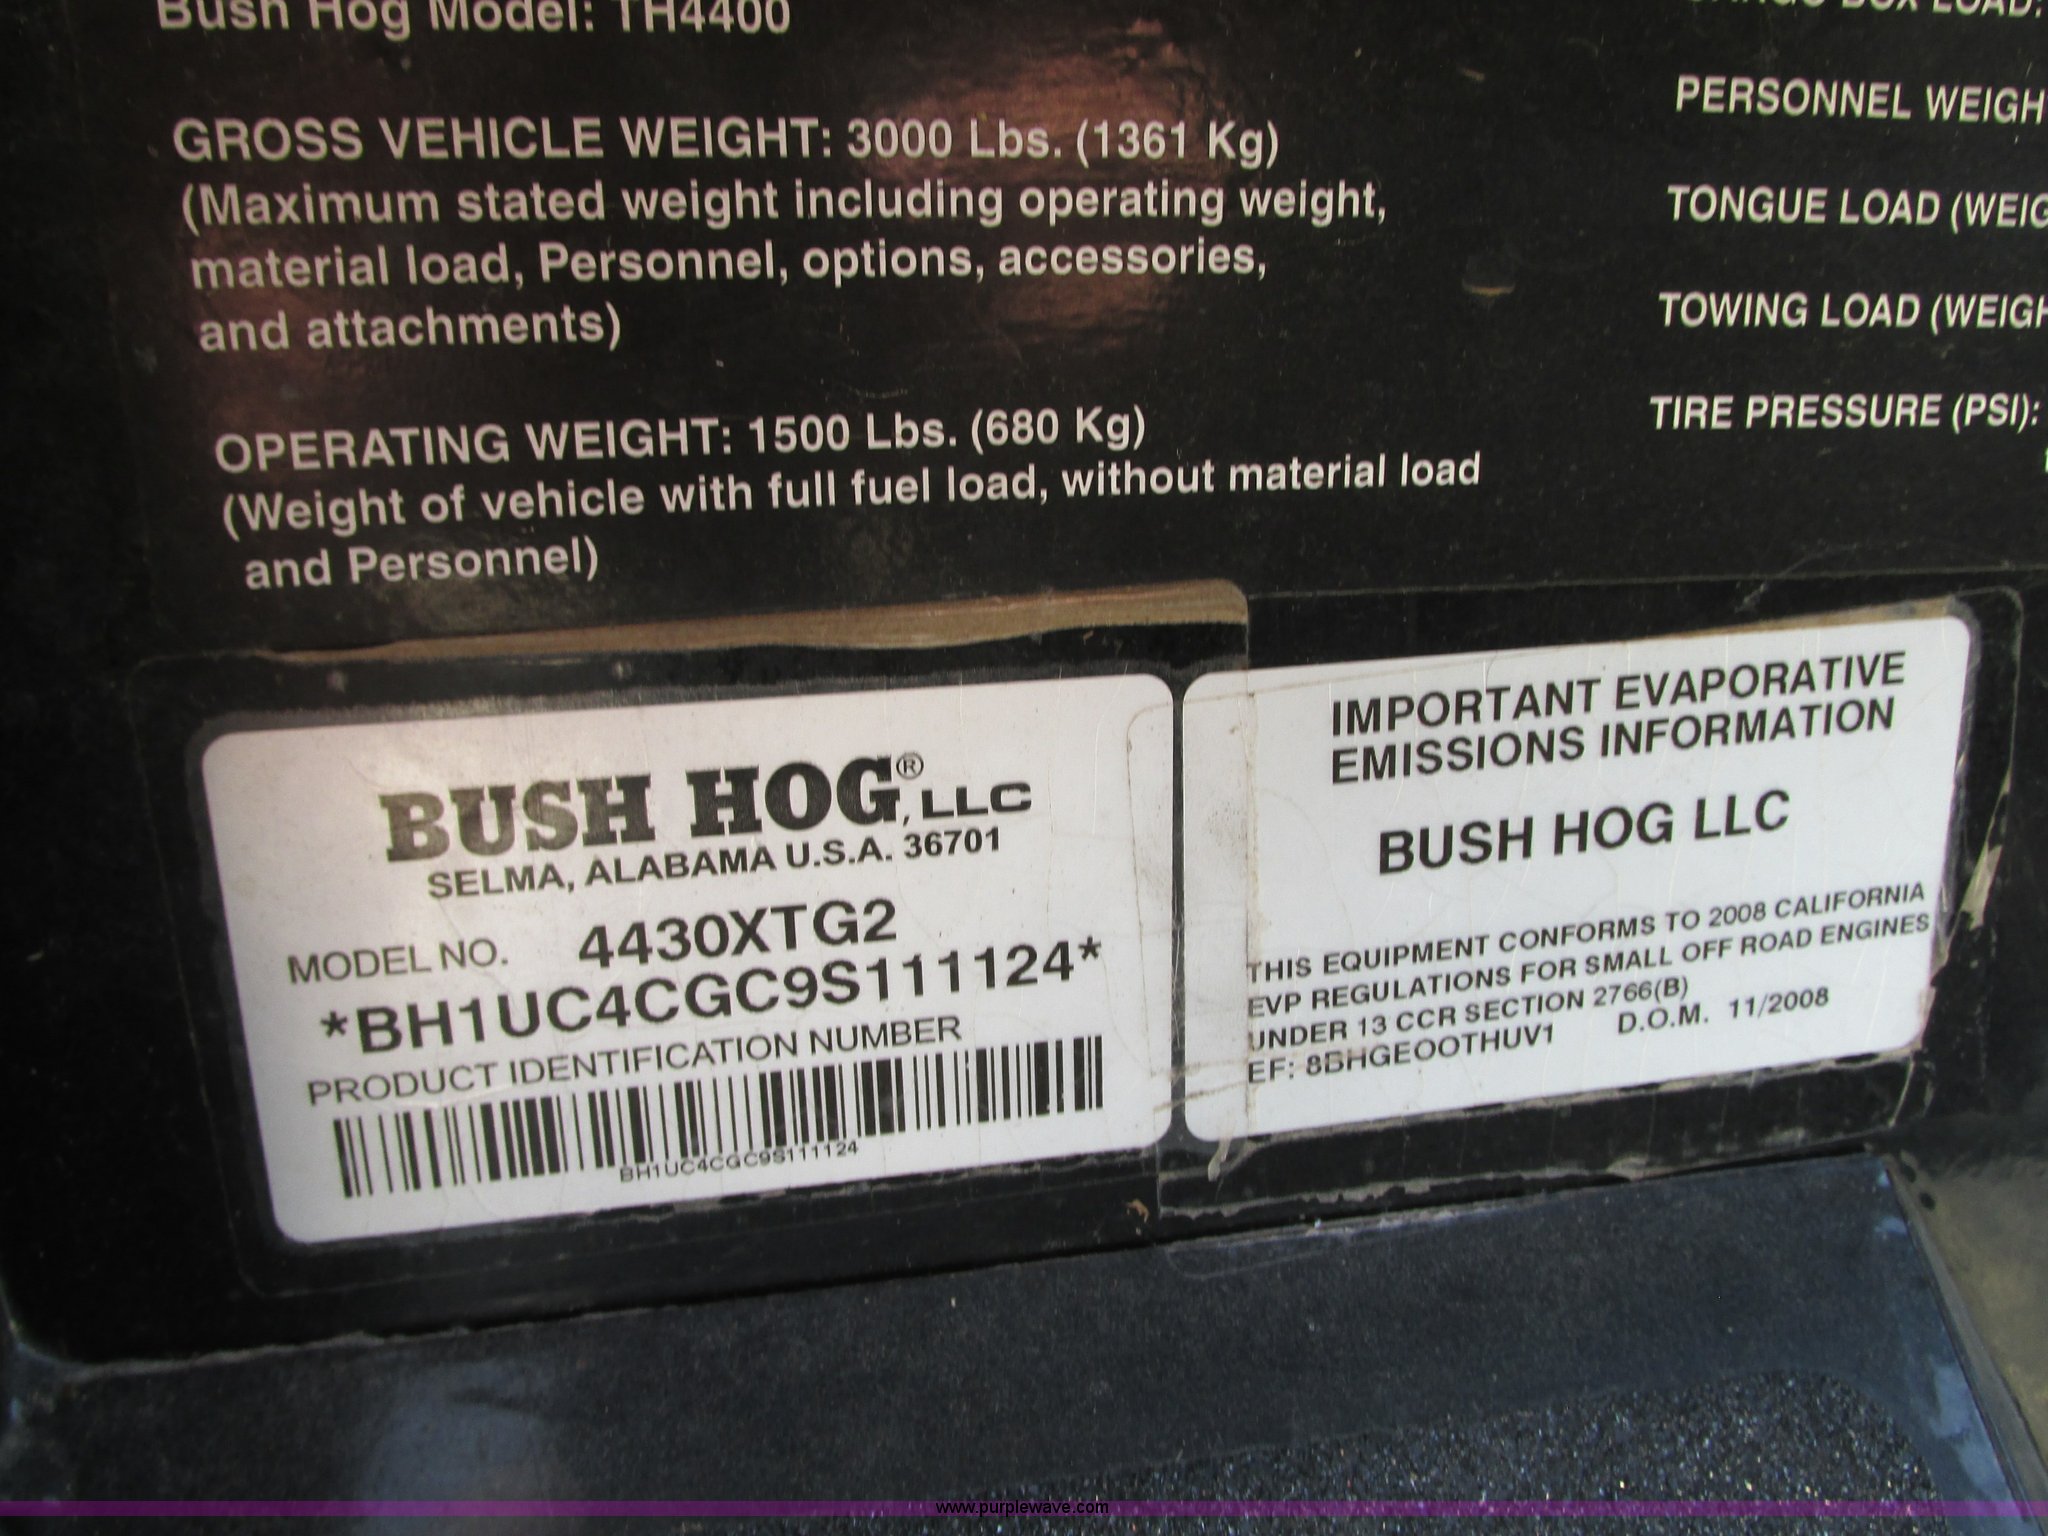 Bush Hog Model: TH4400
GROSS VEHICLE WEIGHT: 3000 Lbs. (1361 Kg)
(Maximum stated weight including operating weight,
material load, Personnel, options, accessories,
and attachments)
OPERATING WEIGHT: 1500 Lbs. (680 Kg)
(Weight of vehicle with full fuel load, without material load
and Personnel)
BOX LOAD:
PERSONNEL WEIGH
TONGUE LOAD (WEIG
TOWING LOAD (WEIGH
TIRE PRESSURE (PSI):
BUSH HOG®, LLC
SELMA, ALABAMA U.S.A. 36701
MODEL NO. 4430XTG2
*BH1UC4CGC9S111124*
PRODUCT IDENTIFICATION NUMBER
BH1UC4CGC9S111124
IMPORTANT EVAPORATIVE
EMISSIONS INFORMATION
BUSH HOG LLC
THIS EQUIPMENT CONFORMS TO 2008 CALIFORNIA
EVP REGULATIONS FOR SMALL OFF ROAD ENGINES
UNDER 13 CCR SECTION 2766(B)
EF: 8BHGEOOTHUV1 D.O.M. 11/2008
www.purplewave.com